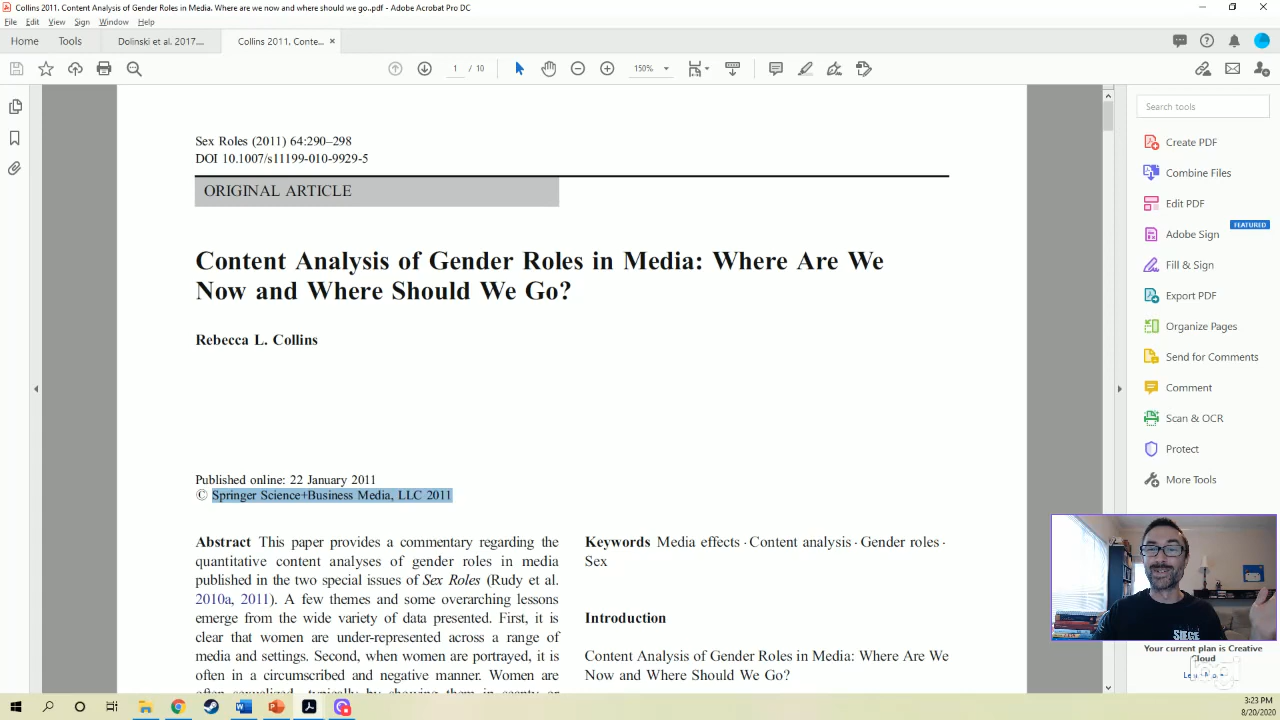 Collins 2011, Content Analysis of Gender Roles in Media. Where are we now and where should we go..pdf - Adobe Acrobat Pro DC
File Edit View Sign Window Help
Home Tools Dolinski et al. 2017.... Collins 2011, Conte... ×
1 / 10 150%
Sex Roles (2011) 64:290–298
DOI 10.1007/s11199-010-9929-5
ORIGINAL ARTICLE
Content Analysis of Gender Roles in Media: Where Are We
Now and Where Should We Go?
Rebecca L. Collins
Published online: 22 January 2011
© Springer Science+Business Media, LLC 2011
Abstract This paper provides a commentary regarding the
quantitative content analyses of gender roles in media
published in the two special issues of Sex Roles (Rudy et al.
2010a, 2011). A few themes and some overarching lessons
emerge from the wide variety of data presented. First, it is
clear that women are under-represented across a range of
media and settings. Second, when women are portrayed, it is
often in a circumscribed and negative manner. Women are
often sexualized, typically by showing them in scanty or
Keywords Media effects · Content analysis · Gender roles ·
Sex
Introduction
Content Analysis of Gender Roles in Media: Where Are We
Now and Where Should We Go?
Search tools
Create PDF
Combine Files
Edit PDF
FEATURED
Adobe Sign
Fill & Sign
Export PDF
Organize Pages
Send for Comments
Comment
Scan & OCR
Protect
More Tools
SIEGE
Your current plan is Creative
Cloud
3:23 PM
8/20/2020